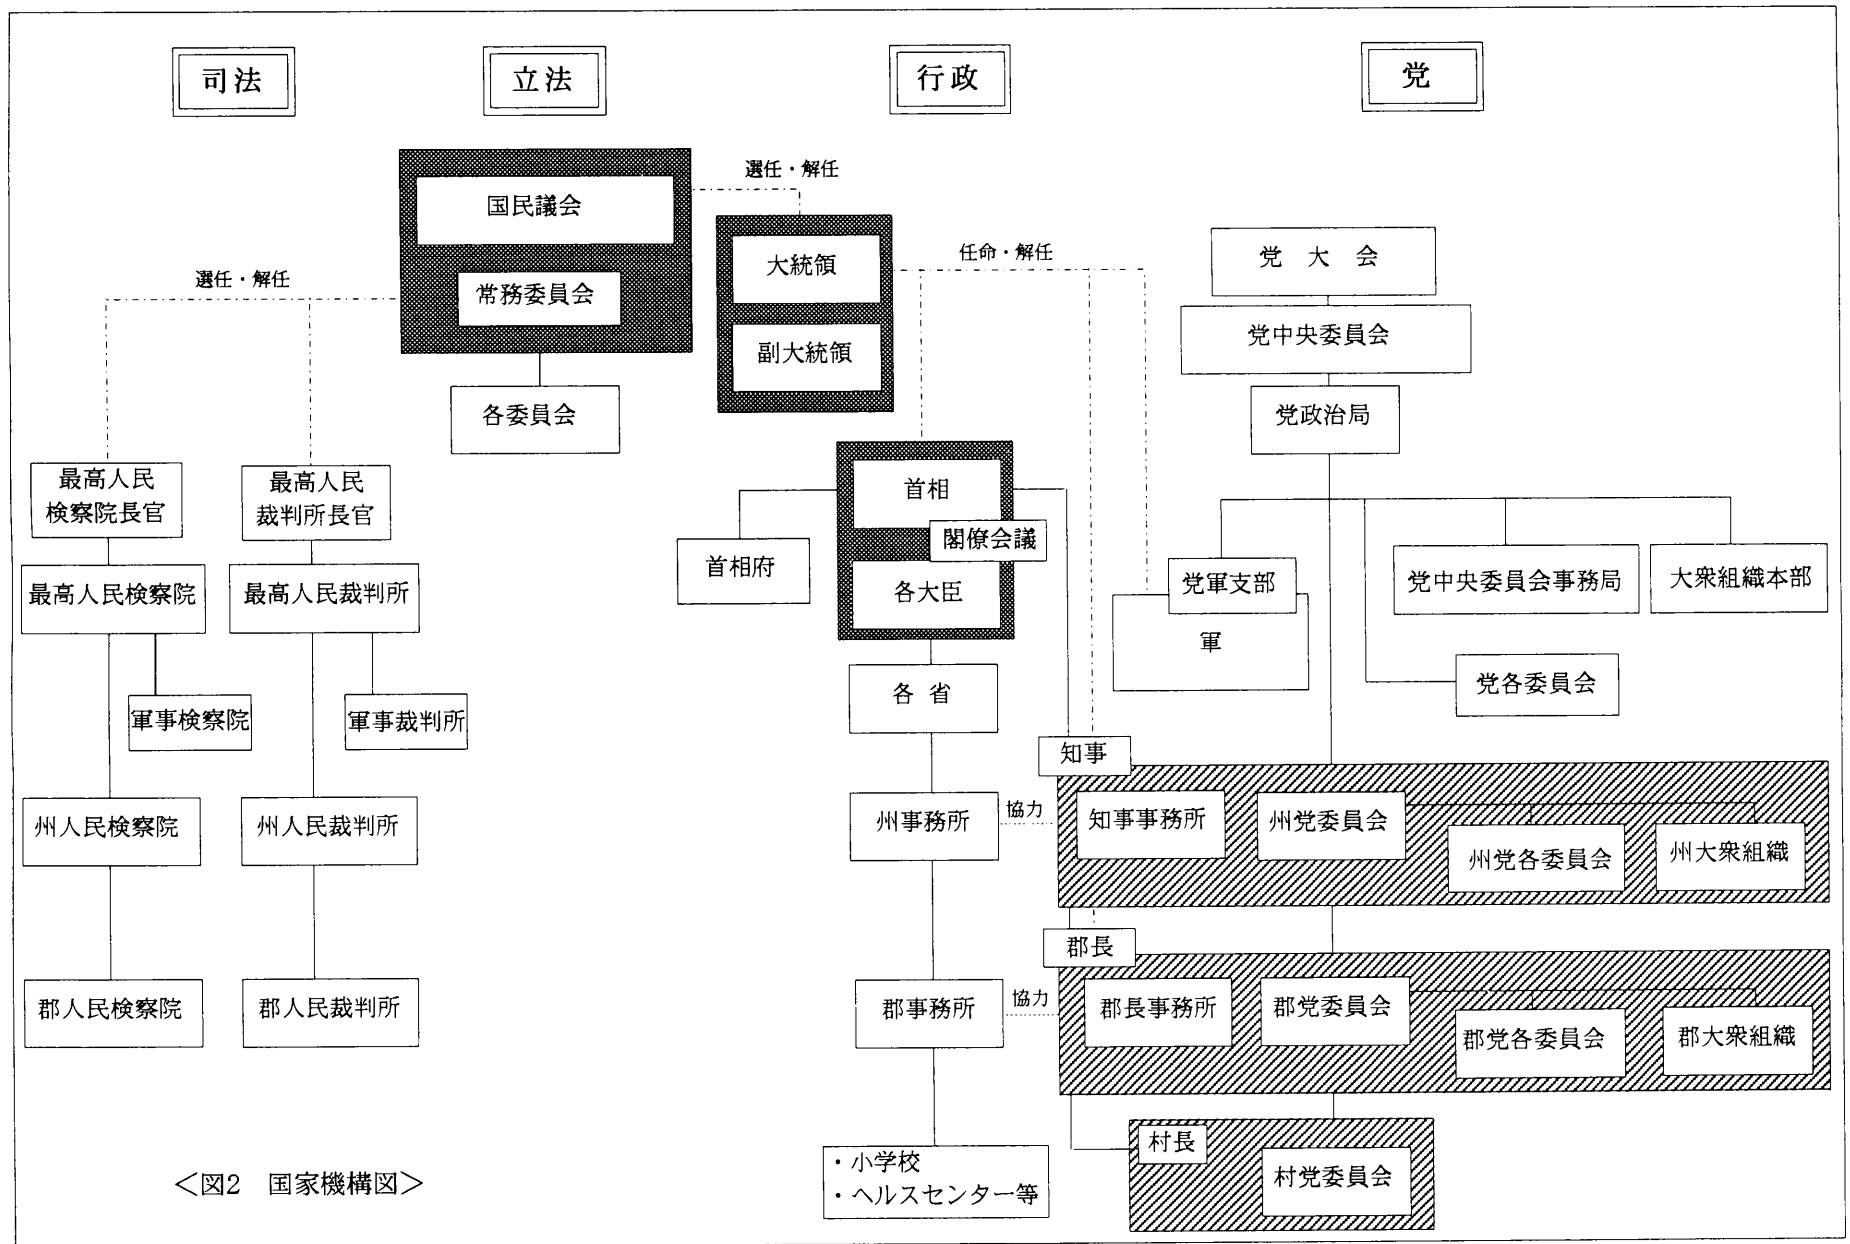 司法
立法
行政
党
選任・解任
国民議会
常務委員会
各委員会
選任・解任
大統領
副大統領
任命・解任
党大会
党中央委員会
党政治局
最高人民
検察院長官
最高人民
裁判所長官
最高人民検察院
最高人民裁判所
軍事検察院
軍事裁判所
州人民検察院
州人民裁判所
郡人民検察院
郡人民裁判所
首相
閣僚会議
各大臣
首相府
各省
党軍支部
軍
党中央委員会事務局
大衆組織本部
党各委員会
知事
州事務所
協力
知事事務所
州党委員会
州党各委員会
州大衆組織
郡長
郡事務所
協力
郡長事務所
郡党委員会
郡党各委員会
郡大衆組織
・小学校
・ヘルスセンター等
村長
村党委員会
＜図2　国家機構図＞